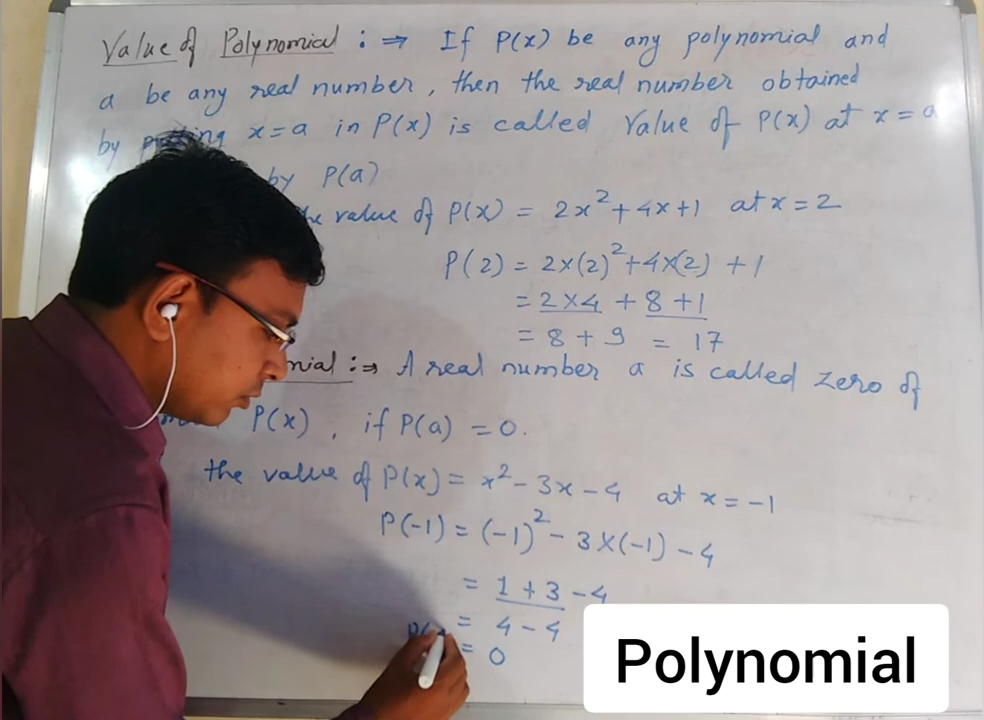 Value of Polynomial :⇒ If P(x) be any polynomial and
a be any real number, then the real number obtained
by x=a in P(x) is called Value of P(x) at x = a
by P(a)
the value of P(x) = 2x²+4x+1 at x = 2
P(2) = 2×(2)²+4×(2) + 1
= 2×4 + 8+1
= 8 + 9 = 17
:⇒ A real number a is called zero of
P(x), if P(a) = 0.
the value of P(x) = x²-3x-4 at x = -1
P(-1) = (-1)² - 3×(-1) - 4
= 1+3-4
= 4-4
= 0
Polynomial